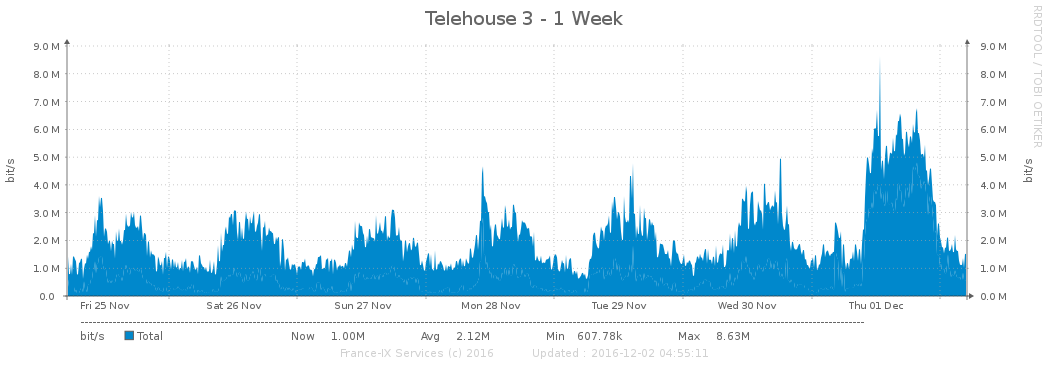 Telehouse 3 - 1 Week
RRDTOOL / TOBI OETIKER
bit/s
9.0 M
8.0 M
7.0 M
6.0 M
5.0 M
4.0 M
3.0 M
2.0 M
1.0 M
0.0
9.0 M
8.0 M
7.0 M
6.0 M
5.0 M
4.0 M
3.0 M
2.0 M
1.0 M
0.0 M
bit/s
Fri 25 Nov Sat 26 Nov Sun 27 Nov Mon 28 Nov Tue 29 Nov Wed 30 Nov Thu 01 Dec
bit/s Total Now 1.00M Avg 2.12M Min 607.78k Max 8.63M
France-IX Services (c) 2016 Updated : 2016-12-02 04:55:11